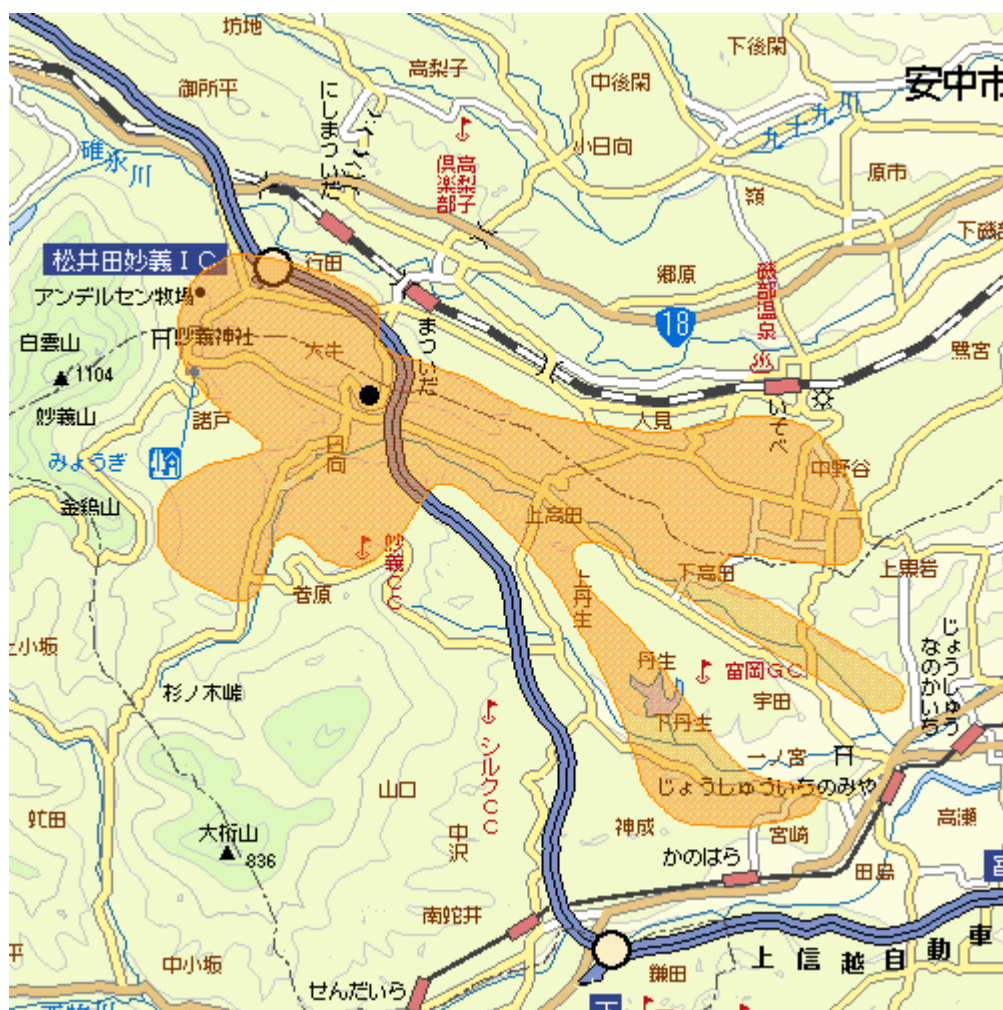 坊地
下後閑
高梨子
中後閑
安中市
御所平
にしまついだ
九十九川
小日向
碓氷川
高梨子
倶楽部
原市
嶺
松井田妙義IC
行田
郷原
磯部温泉
アンデルセン牧場
18
妙義神社
白雲山
大牛
まついだ
鷺宮
1104
妙義山
諸戸
人見
いそべ
みょうぎ
日向
中野谷
金鶏山
上高田
妙義CC
下高田
上黒岩
菅原
上丹生
じょうしゅう
なのかいち
上小坂
丹生
富岡GC
杉ノ木峠
宇田
下丹生
シルクCC
一ノ宮
山口
じょうしゅういちのみや
大桁山
836
中沢
神成
宮崎
高瀬
かのはら
田島
南蛇井
上信越自動車
中小坂
鎌田
せんだいら